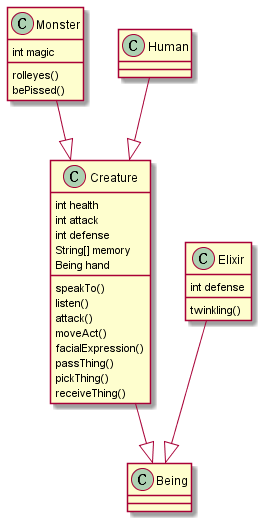 C Monster
int magic
rolleyes()
bePissed()
C Human
C Creature
int health
int attack
int defense
String[] memory
Being hand
speakTo()
listen()
attack()
moveAct()
facialExpression()
passThing()
pickThing()
receiveThing()
C Elixir
int defense
twinkling()
C Being